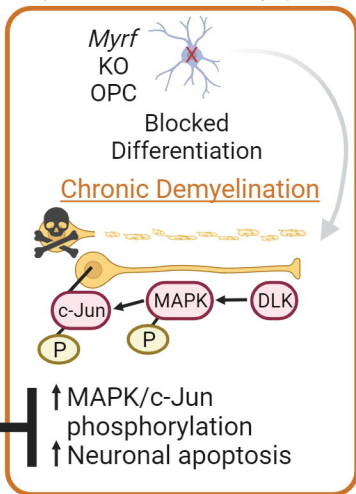 Myrf
KO
OPC
Blocked
Differentiation
Chronic Demyelination
c-Jun
MAPK
DLK
P
P
↑ MAPK/c-Jun
phosphorylation
↑ Neuronal apoptosis